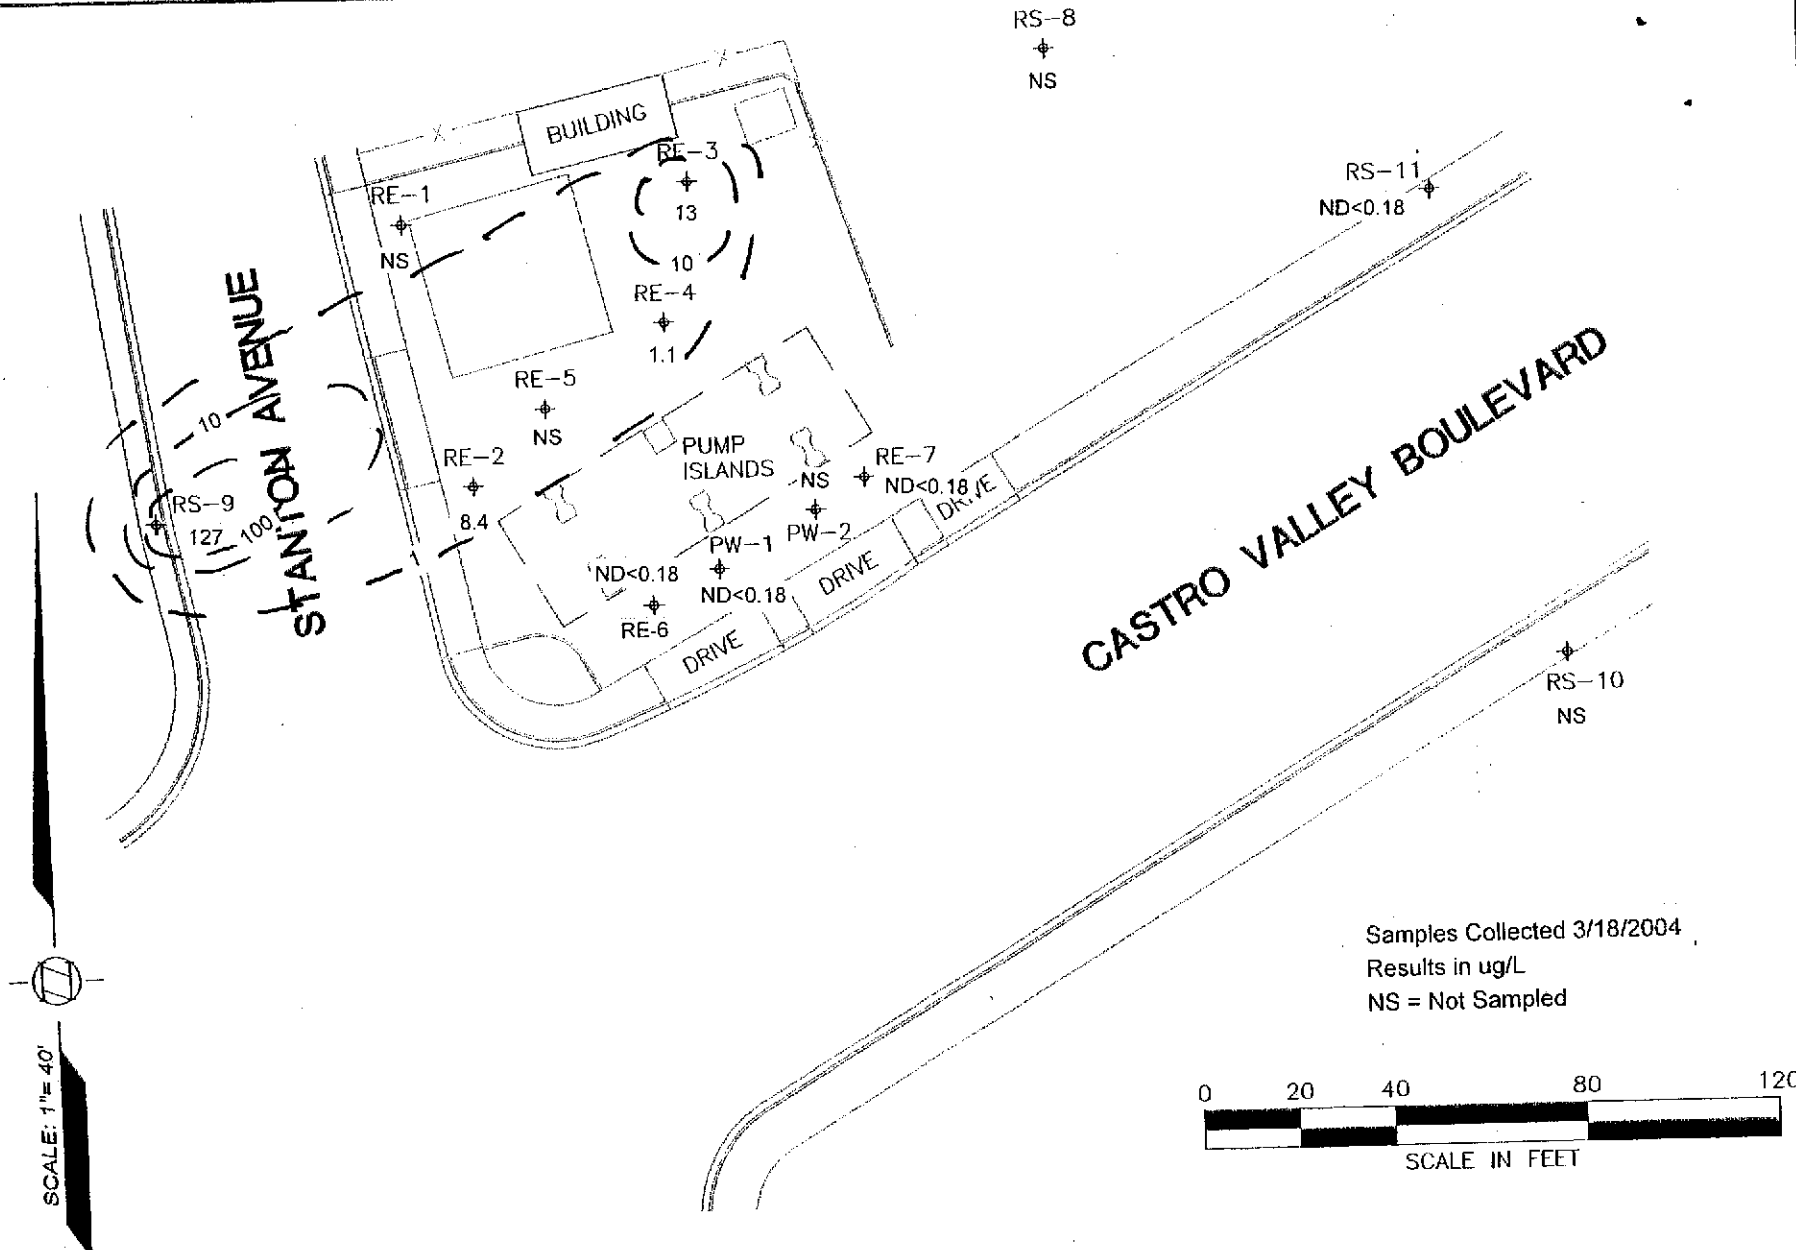 RS-8
NS
BUILDING
RE-3
13
10
RE-1
NS
RS-11
ND<0.18
RE-4
1.1
STANTON AVENUE
RE-5
NS
10
RE-2
8.4
PUMP
ISLANDS
NS
PW-2
RE-7
ND<0.18
DRIVE
RS-9
127
100
1
PW-1
ND<0.18
ND<0.18
RE-6
DRIVE
DRIVE
CASTRO VALLEY BOULEVARD
RS-10
NS
Samples Collected 3/18/2004
Results in ug/L
NS = Not Sampled
SCALE: 1"= 40'
0 20 40 80 120
SCALE IN FEET